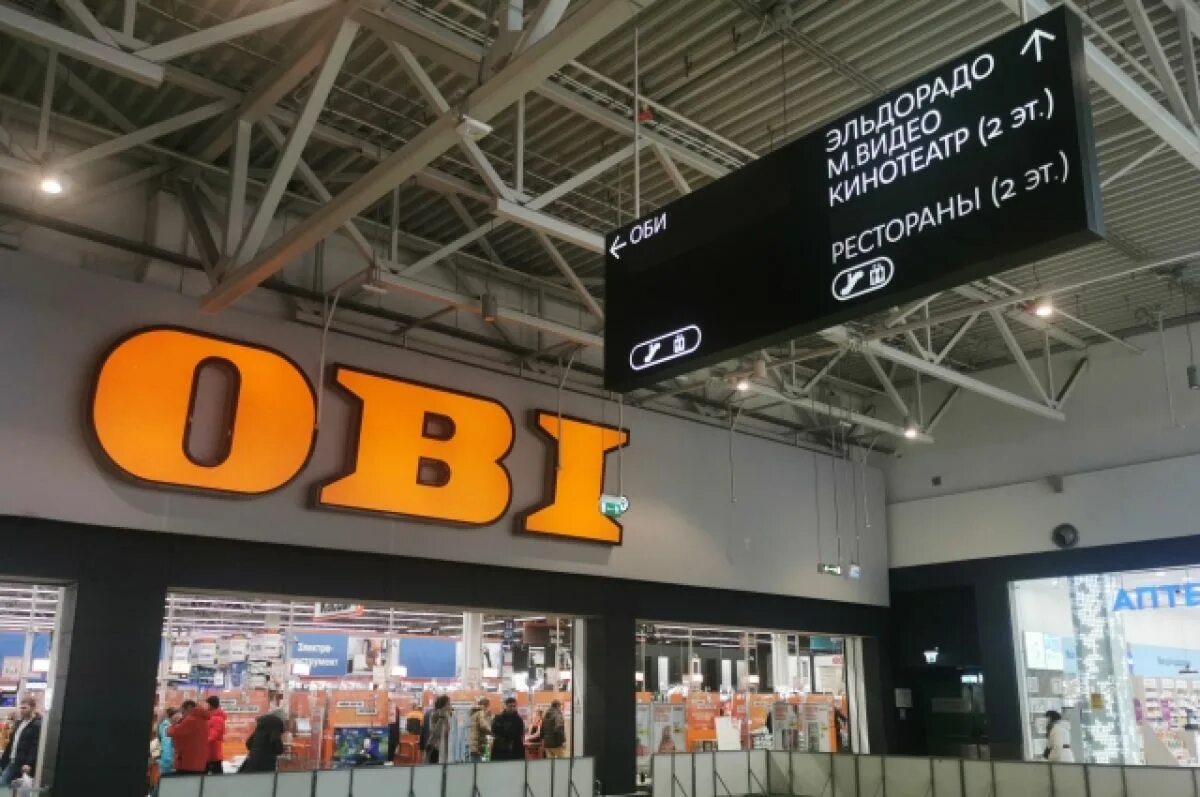 ЭЛЬДОРАДО
М.ВИДЕО
КИНОТЕАТР (2 ЭТ.)
РЕСТОРАНЫ (2 ЭТ.)
← ОБИ
OBI
Электро-
инструмент
АПТЕ